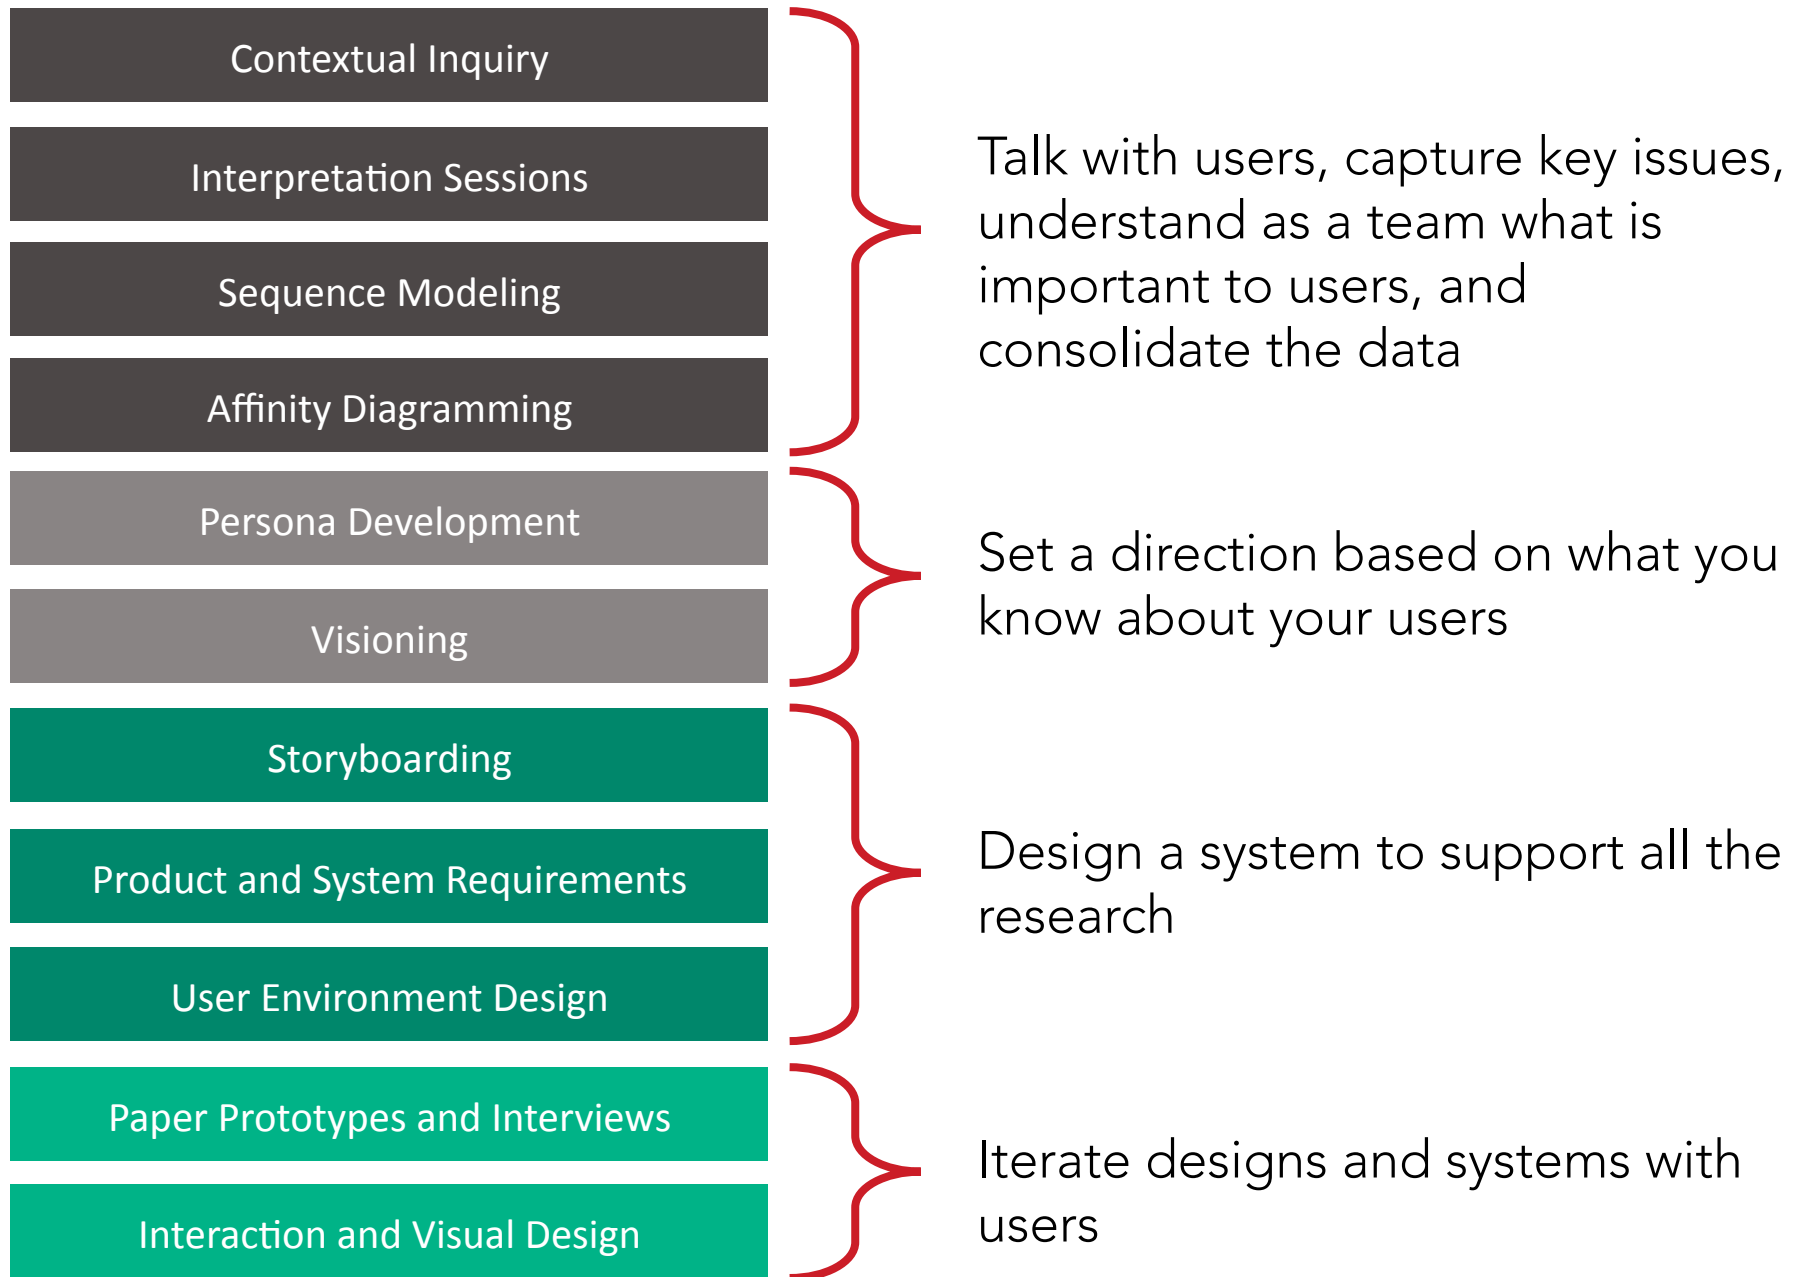 Contextual Inquiry
Interpretation Sessions
Sequence Modeling
Affinity Diagramming
Talk with users, capture key issues,
understand as a team what is
important to users, and
consolidate the data
Persona Development
Visioning
Set a direction based on what you
know about your users
Storyboarding
Product and System Requirements
User Environment Design
Design a system to support all the
research
Paper Prototypes and Interviews
Interaction and Visual Design
Iterate designs and systems with
users